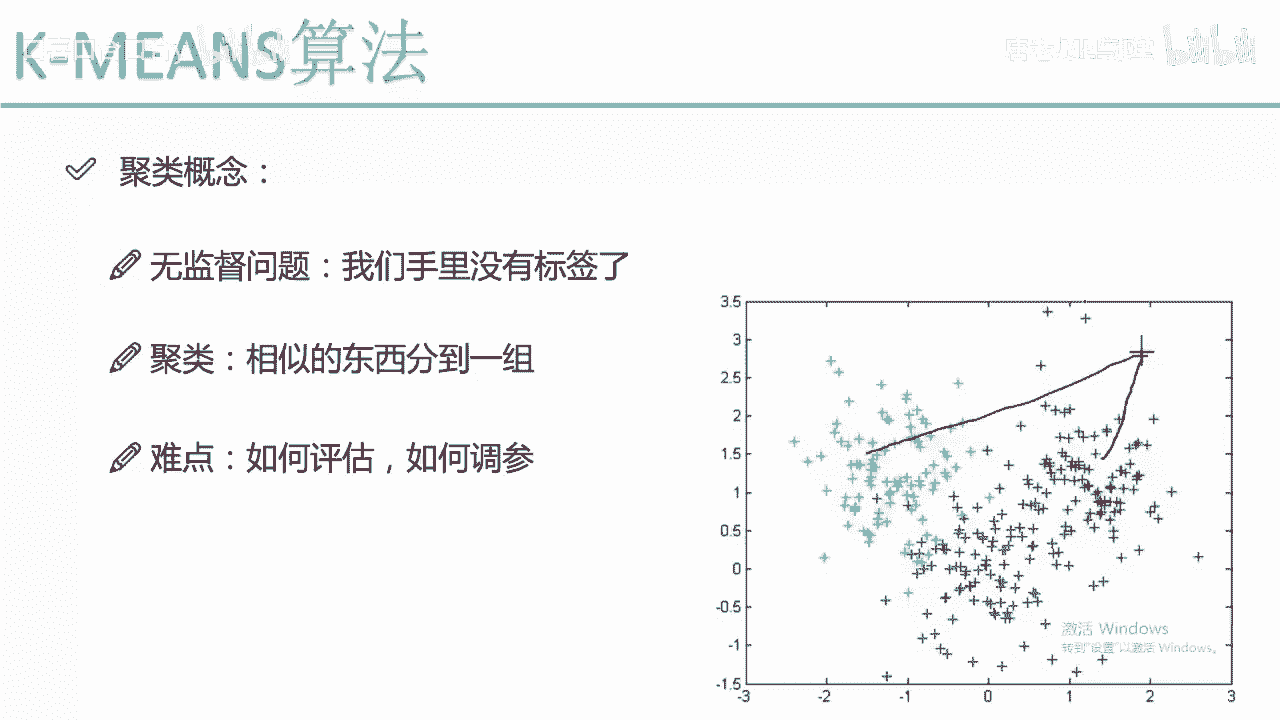 K-MEANS算法
聚类概念：
无监督问题：我们手里没有标签了
聚类：相似的东西分到一组
难点：如何评估，如何调参
3.5
3
2.5
2
1.5
1
0.5
0
-0.5
-1
-1.5
-3 -2 -1 0 1 2 3
激活 Windows
转到"设置"以激活 Windows。
bilibili